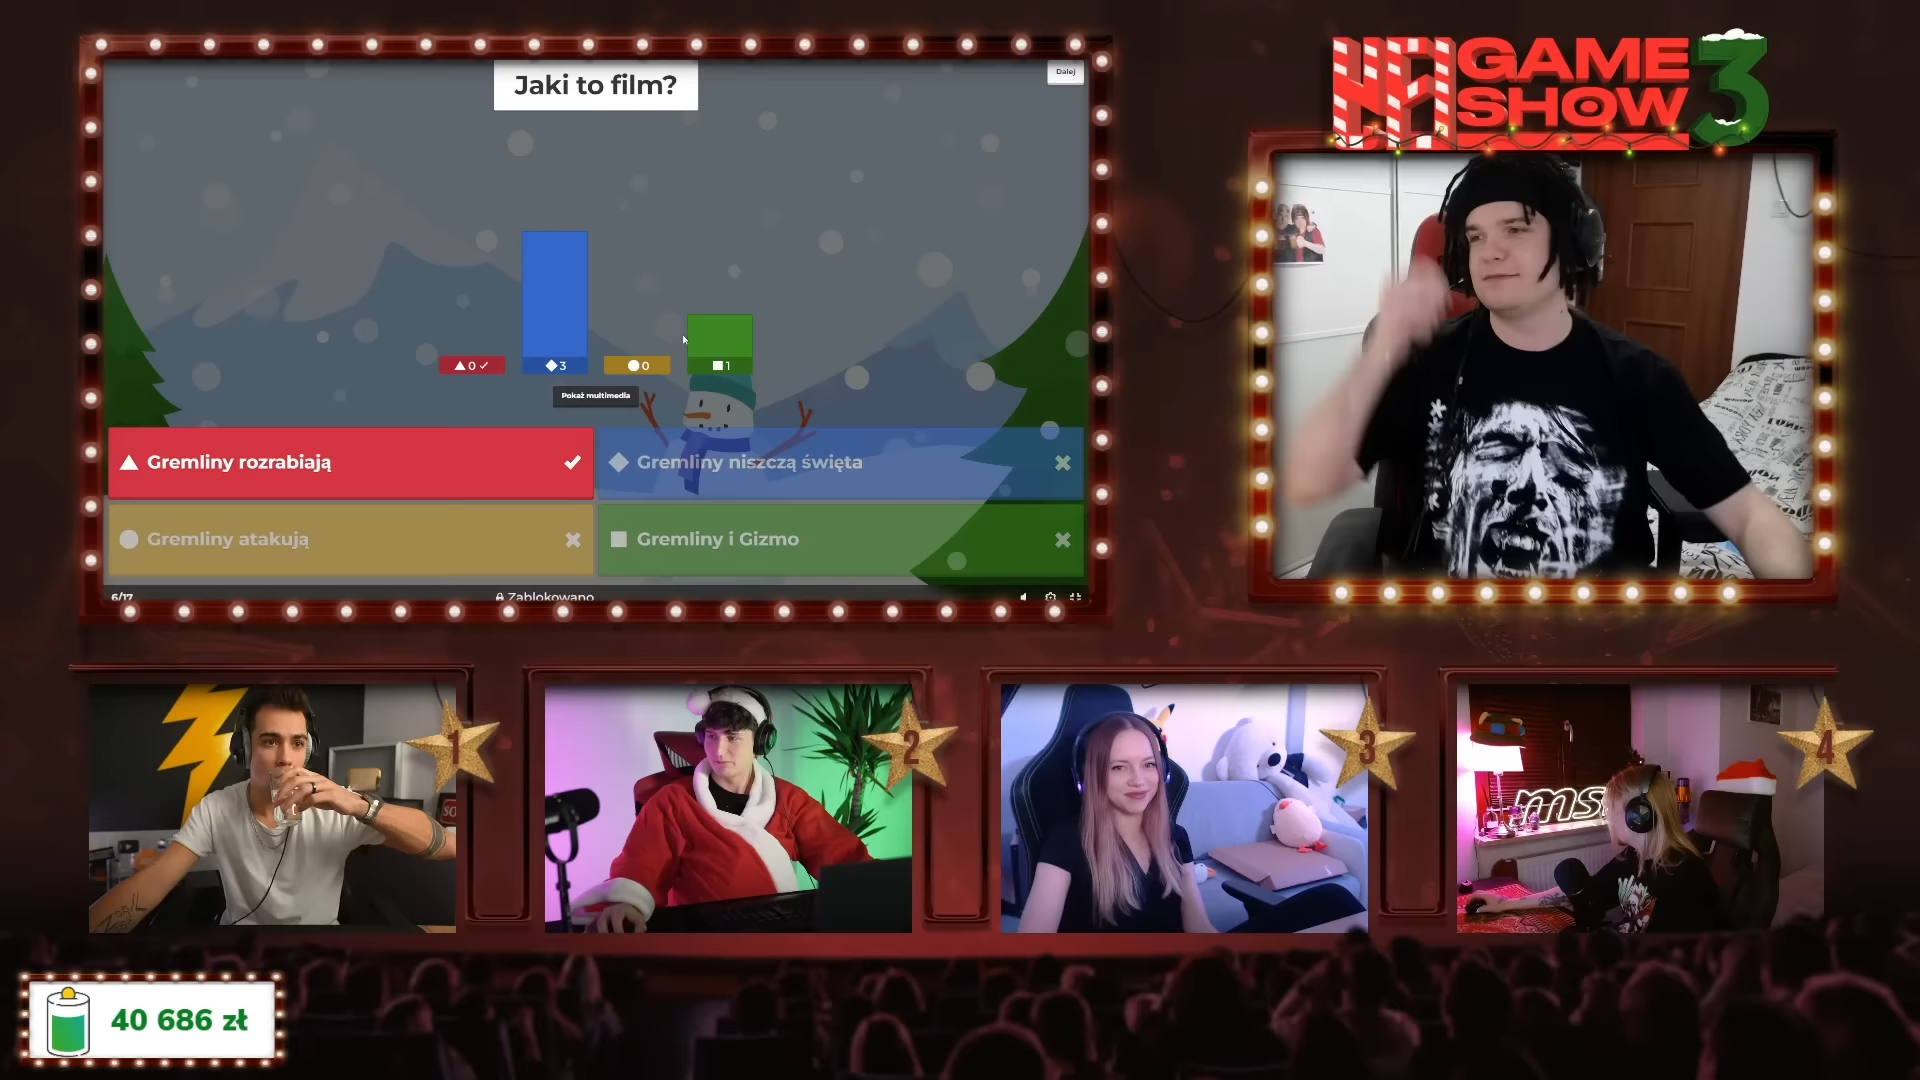 Jaki to film?
Dalej
0
3
0
1
Pokaż multimedia
Gremliny rozrabiają
Gremliny niszczą święta
Gremliny atakują
Gremliny i Gizmo
6/17
Zablokowano
GAME
SHOW
3
1
2
3
4
msi
40 686 zł